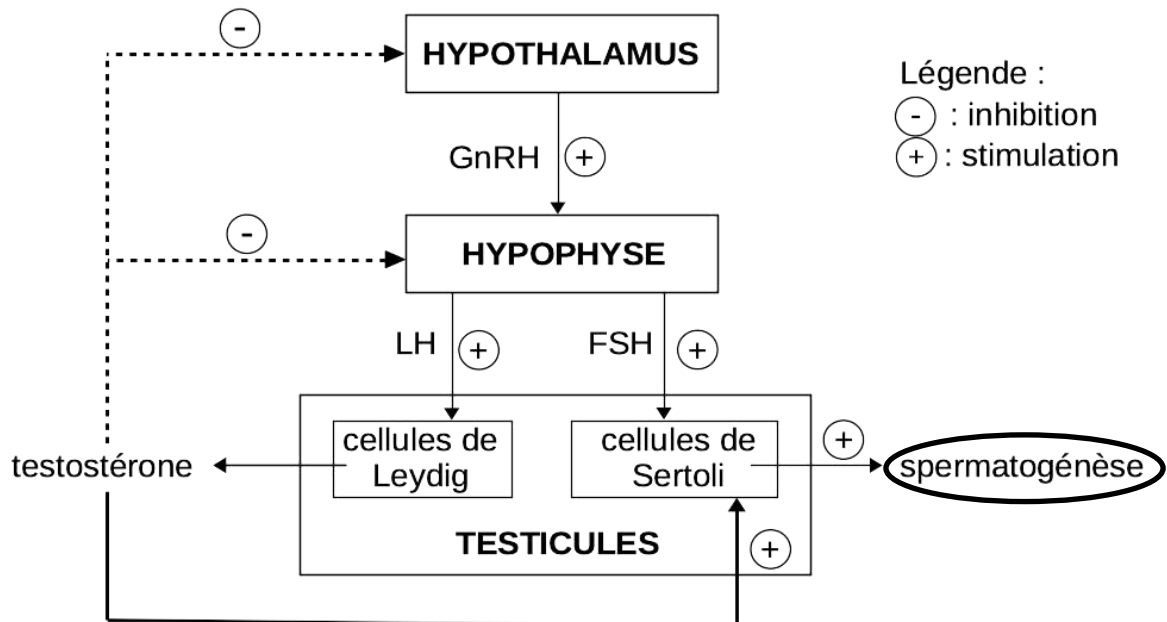 -
HYPOTHALAMUS
Légende :
- : inhibition
+ : stimulation
GnRH +
-
HYPOPHYSE
LH +
FSH +
cellules de
Leydig
cellules de
Sertoli
+
testostérone
spermatogénèse
TESTICULES
+